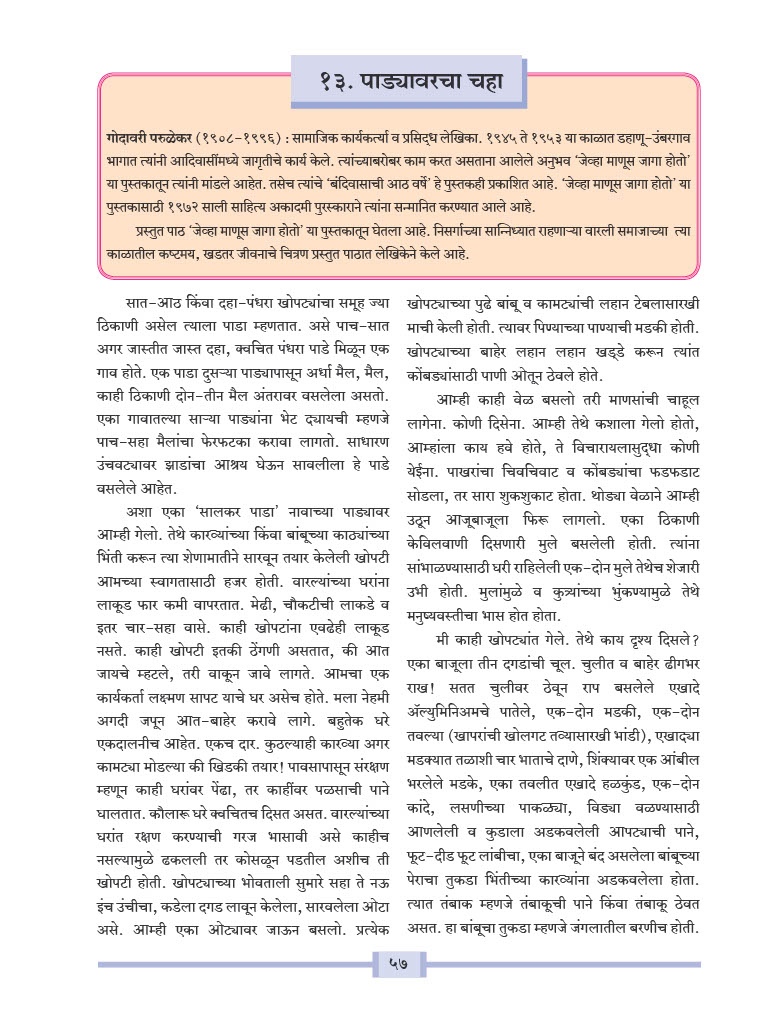 १३. पाड्यावरचा चहा
गोदावरी परुळेकर (१९०८-१९९६) : सामाजिक कार्यकर्त्या व प्रसिद्ध लेखिका. १९४५ ते १९५३ या काळात डहाणू-उंबरगाव
भागात त्यांनी आदिवासींमध्ये जागृतीचे कार्य केले. त्यांच्याबरोबर काम करत असताना आलेले अनुभव ‘जेव्हा माणूस जागा होतो’
या पुस्तकातून त्यांनी मांडले आहेत. तसेच त्यांचे ‘बंदिवासाची आठ वर्षे’ हे पुस्तकही प्रकाशित आहे. ‘जेव्हा माणूस जागा होतो’ या
पुस्तकासाठी १९७२ साली साहित्य अकादमी पुरस्काराने त्यांना सन्मानित करण्यात आले आहे.
प्रस्तुत पाठ ‘जेव्हा माणूस जागा होतो’ या पुस्तकातून घेतला आहे. निसर्गाच्या सान्निध्यात राहणाऱ्या वारली समाजाच्या त्या
काळातील कष्टमय, खडतर जीवनाचे चित्रण प्रस्तुत पाठात लेखिकेने केले आहे.
सात-आठ किंवा दहा-पंधरा खोपट्यांचा समूह ज्या
ठिकाणी असेल त्याला पाडा म्हणतात. असे पाच-सात
अगर जास्तीत जास्त दहा, क्वचित पंधरा पाडे मिळून एक
गाव होते. एक पाडा दुसऱ्या पाड्यापासून अर्धा मैल, मैल,
काही ठिकाणी दोन-तीन मैल अंतरावर वसलेला असतो.
एका गावातल्या साऱ्या पाड्यांना भेट द्यायची म्हणजे
पाच-सहा मैलांचा फेरफटका करावा लागतो. साधारण
उंचवट्यावर झाडांचा आश्रय घेऊन सावलीला हे पाडे
वसलेले आहेत.
अशा एका ‘सालकर पाडा’ नावाच्या पाड्यावर
आम्ही गेलो. तेथे कारव्यांच्या किंवा बांबूच्या काठ्यांच्या
भिंती करून त्या शेणामातीने सारवून तयार केलेली खोपटी
आमच्या स्वागतासाठी हजर होती. वारल्यांच्या घरांना
लाकूड फार कमी वापरतात. मेढी, चौकटीची लाकडे व
इतर चार-सहा वासे. काही खोपटांना एवढेही लाकूड
नसते. काही खोपटी इतकी ठेंगणी असतात, की आत
जायचे म्हटले, तरी वाकून जावे लागते. आमचा एक
कार्यकर्ता लक्ष्मण सापट याचे घर असेच होते. मला नेहमी
अगदी जपून आत-बाहेर करावे लागे. बहुतेक घरे
एकदालनीच आहेत. एकच दार. कुठल्याही कारव्या अगर
कामट्या मोडल्या की खिडकी तयार! पावसापासून संरक्षण
म्हणून काही घरांवर पेंढा, तर काहींवर पळसाची पाने
घालतात. कौलारू घरे क्वचितच दिसत असत. वारल्यांच्या
घरांत रक्षण करण्याची गरज भासावी असे काहीच
नसल्यामुळे ढकलली तर कोसळून पडतील अशीच ती
खोपटी होती. खोपट्याच्या भोवताली सुमारे सहा ते नऊ
इंच उंचीचा, कडेला दगड लावून केलेला, सारवलेला ओटा
असे. आम्ही एका ओट्यावर जाऊन बसलो. प्रत्येक
खोपट्याच्या पुढे बांबू व कामट्यांची लहान टेबलासारखी
माची केली होती. त्यावर पिण्याच्या पाण्याची मडकी होती.
खोपट्याच्या बाहेर लहान लहान खड्डे करून त्यांत
कोंबड्यांसाठी पाणी ओतून ठेवले होते.
आम्ही काही वेळ बसलो तरी माणसांची चाहूल
लागेना. कोणी दिसेना. आम्ही तेथे कशाला गेलो होतो,
आम्हांला काय हवे होते, ते विचारायलासुद्धा कोणी
येईना. पाखरांचा चिवचिवाट व कोंबड्यांचा फडफडाट
सोडला, तर सारा शुकशुकाट होता. थोड्या वेळाने आम्ही
उठून आजूबाजूला फिरू लागलो. एका ठिकाणी
केविलवाणी दिसणारी मुले बसलेली होती. त्यांना
सांभाळण्यासाठी घरी राहिलेली एक-दोन मुले तेथेच शेजारी
उभी होती. मुलांमुळे व कुत्र्यांच्या भुंकण्यामुळे तेथे
मनुष्यवस्तीचा भास होत होता.
मी काही खोपट्यांत गेले. तेथे काय दृश्य दिसले?
एका बाजूला तीन दगडांची चूल. चुलीत व बाहेर ढीगभर
राख! सतत चुलीवर ठेवून राप बसलेले एखादे
ॲल्युमिनिअमचे पातेले, एक-दोन मडकी, एक-दोन
तवल्या (खापरांची खोलगट तव्यासारखी भांडी), एखाद्या
मडक्यात तळाशी चार भाताचे दाणे, शिंक्यावर एक आंबील
भरलेले मडके, एका तवलीत एखादे हळकुंड, एक-दोन
कांदे, लसणीच्या पाकळ्या, विड्या वळण्यासाठी
आणलेली व कुडाला अडकवलेली आपट्याची पाने,
फूट-दीड फूट लांबीचा, एका बाजूने बंद असलेला बांबूच्या
पेराचा तुकडा भिंतीच्या कारव्यांना अडकवलेला होता.
त्यात तंबाक म्हणजे तंबाकूची पाने किंवा तंबाकू ठेवत
असत. हा बांबूचा तुकडा म्हणजे जंगलातील बरणीच होती.
५७